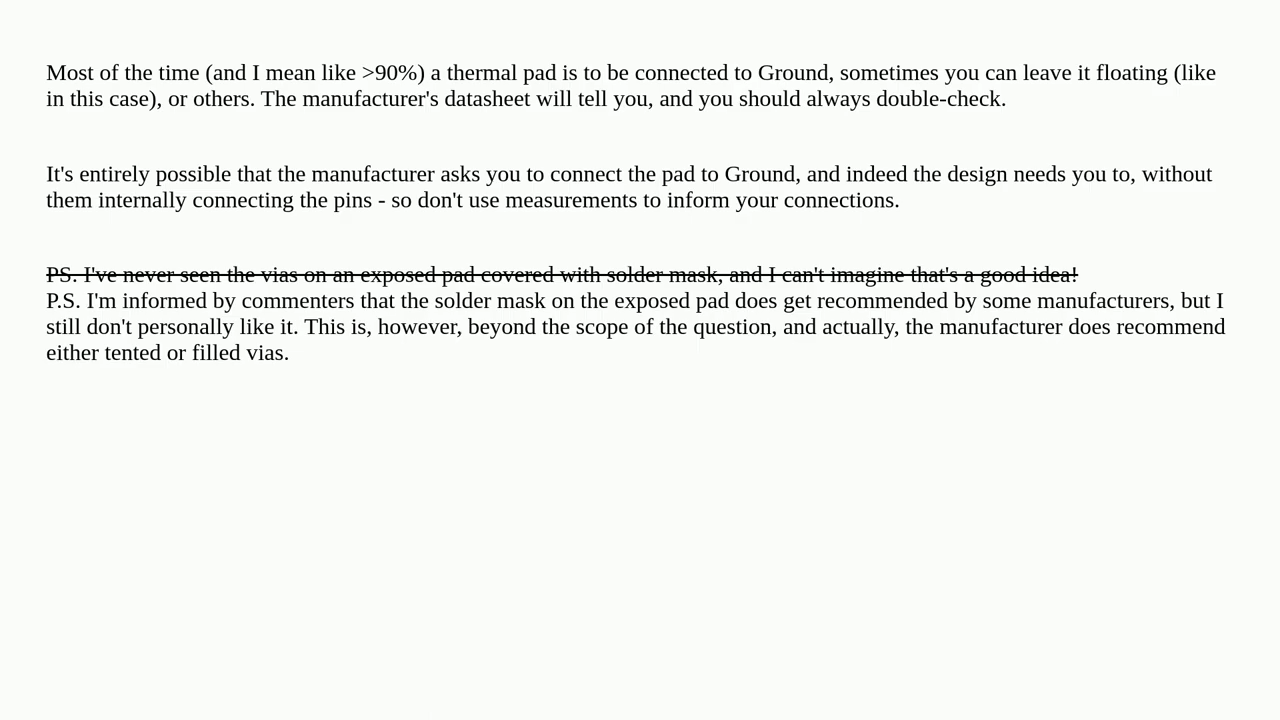 Most of the time (and I mean like >90%) a thermal pad is to be connected to Ground, sometimes you can leave it floating (like
in this case), or others. The manufacturer's datasheet will tell you, and you should always double-check.
It's entirely possible that the manufacturer asks you to connect the pad to Ground, and indeed the design needs you to, without
them internally connecting the pins - so don't use measurements to inform your connections.
PS. I've never seen the vias on an exposed pad covered with solder mask, and I can't imagine that's a good idea!
P.S. I'm informed by commenters that the solder mask on the exposed pad does get recommended by some manufacturers, but I
still don't personally like it. This is, however, beyond the scope of the question, and actually, the manufacturer does recommend
either tented or filled vias.